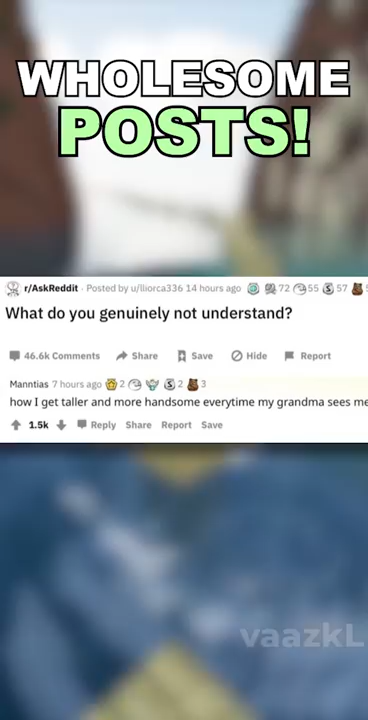 WHOLESOME
POSTS!
r/AskReddit · Posted by u/lliorca336 14 hours ago 72 55 57
What do you genuinely not understand?
46.6k Comments Share Save Hide Report
Manntias 7 hours ago 2 2 3
how I get taller and more handsome everytime my grandma sees me
1.5k Reply Share Report Save
vaazkL